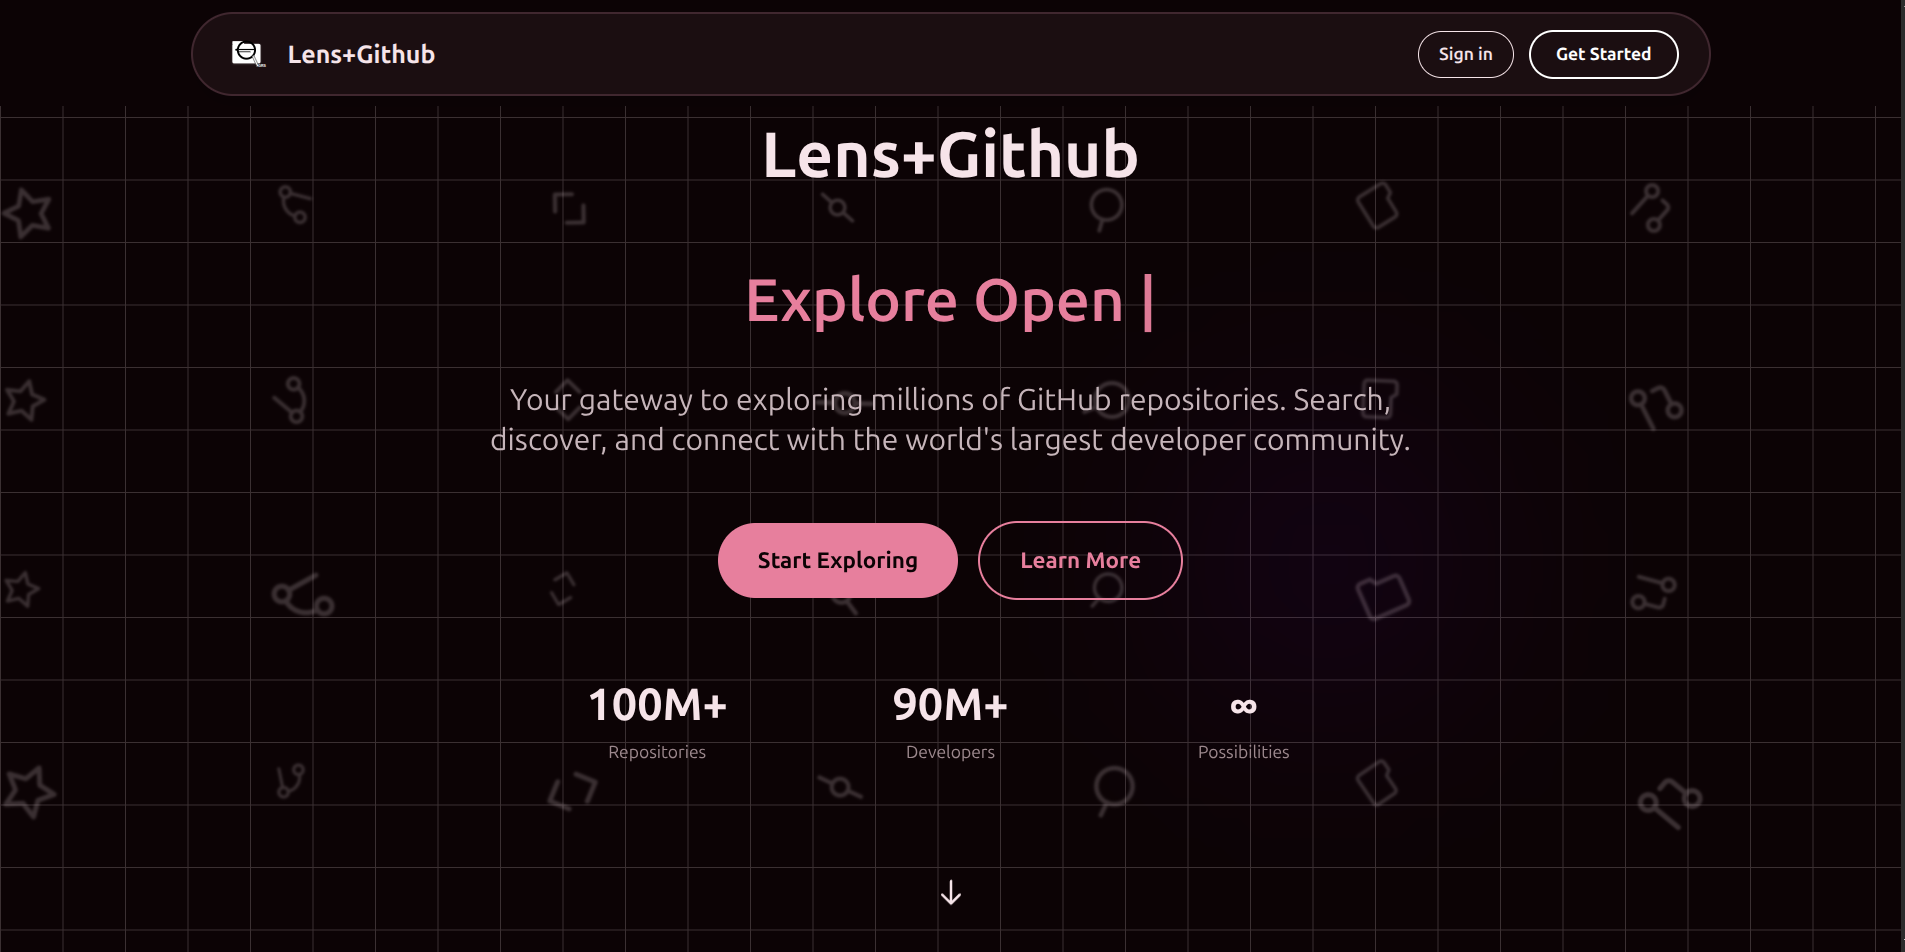 Lens+Github
Sign in
Get Started
Lens+Github
Explore Open |
Your gateway to exploring millions of GitHub repositories. Search,
discover, and connect with the world's largest developer community.
Start Exploring
Learn More
100M+
90M+
∞
Repositories
Developers
Possibilities